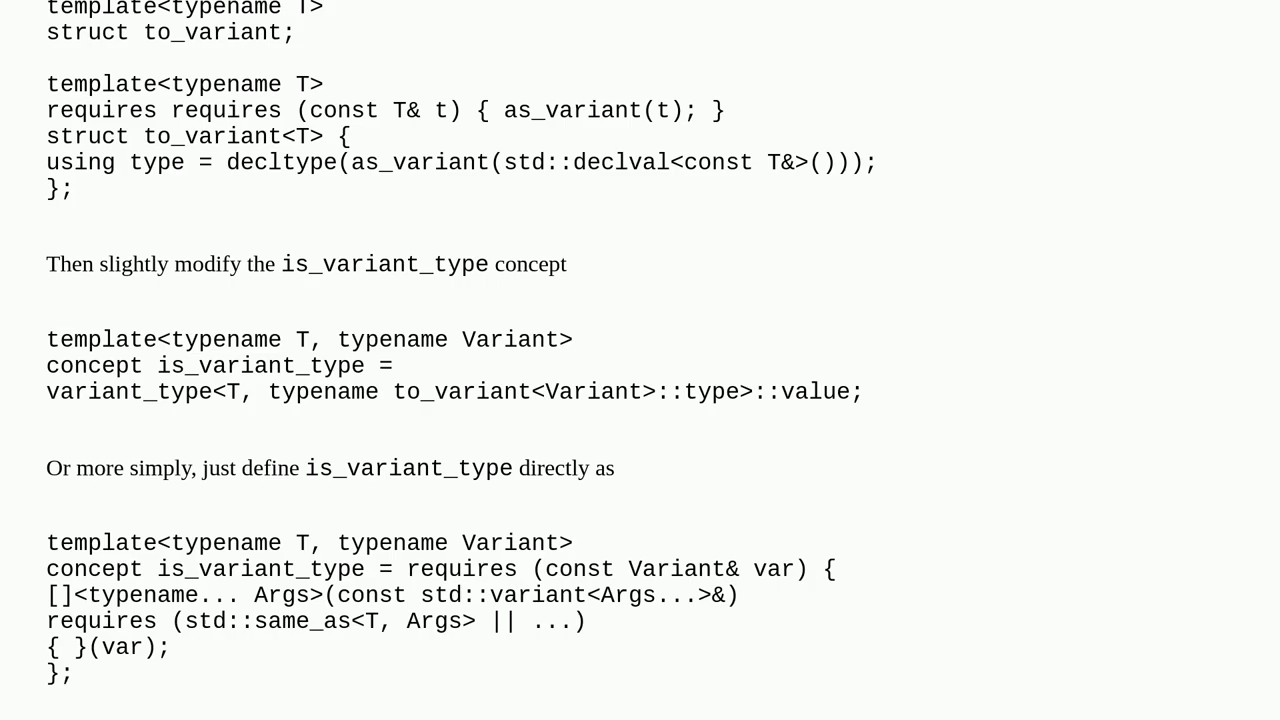 template<typename T>
struct to_variant;
template<typename T>
requires requires (const T& t) { as_variant(t); }
struct to_variant<T> {
using type = decltype(as_variant(std::declval<const T&>()));
};
Then slightly modify the is_variant_type concept
template<typename T, typename Variant>
concept is_variant_type =
variant_type<T, typename to_variant<Variant>::type>::value;
Or more simply, just define is_variant_type directly as
template<typename T, typename Variant>
concept is_variant_type = requires (const Variant& var) {
[]<typename... Args>(const std::variant<Args...>&)
requires (std::same_as<T, Args> || ...)
{ }(var);
};